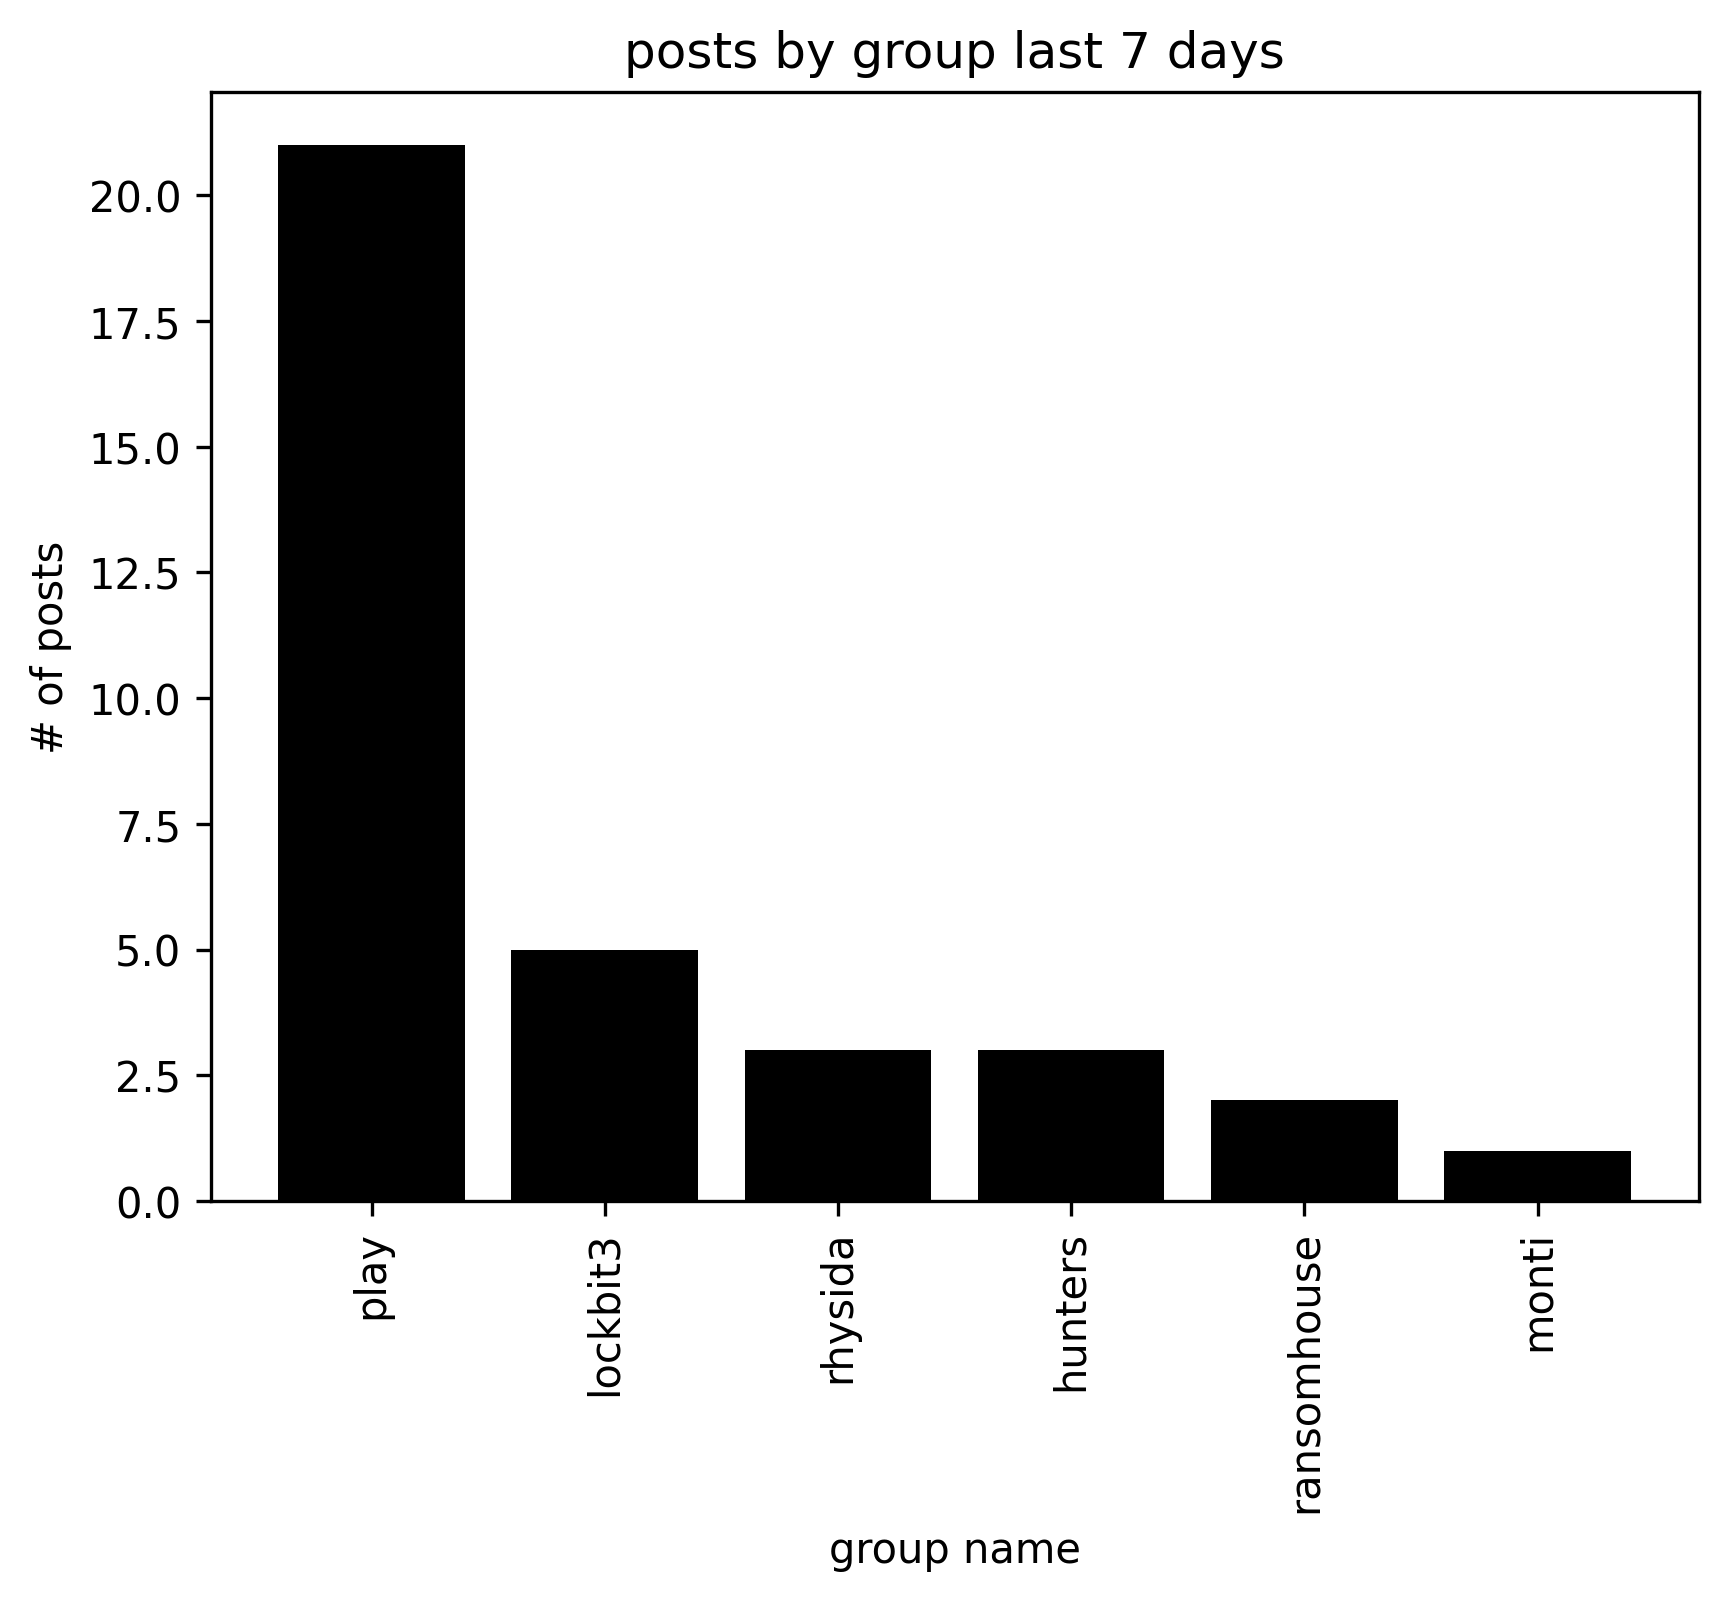 posts by group last 7 days
# of posts
20.0
17.5
15.0
12.5
10.0
7.5
5.0
2.5
0.0
play
lockbit3
rhysida
hunters
ransomhouse
monti
group name